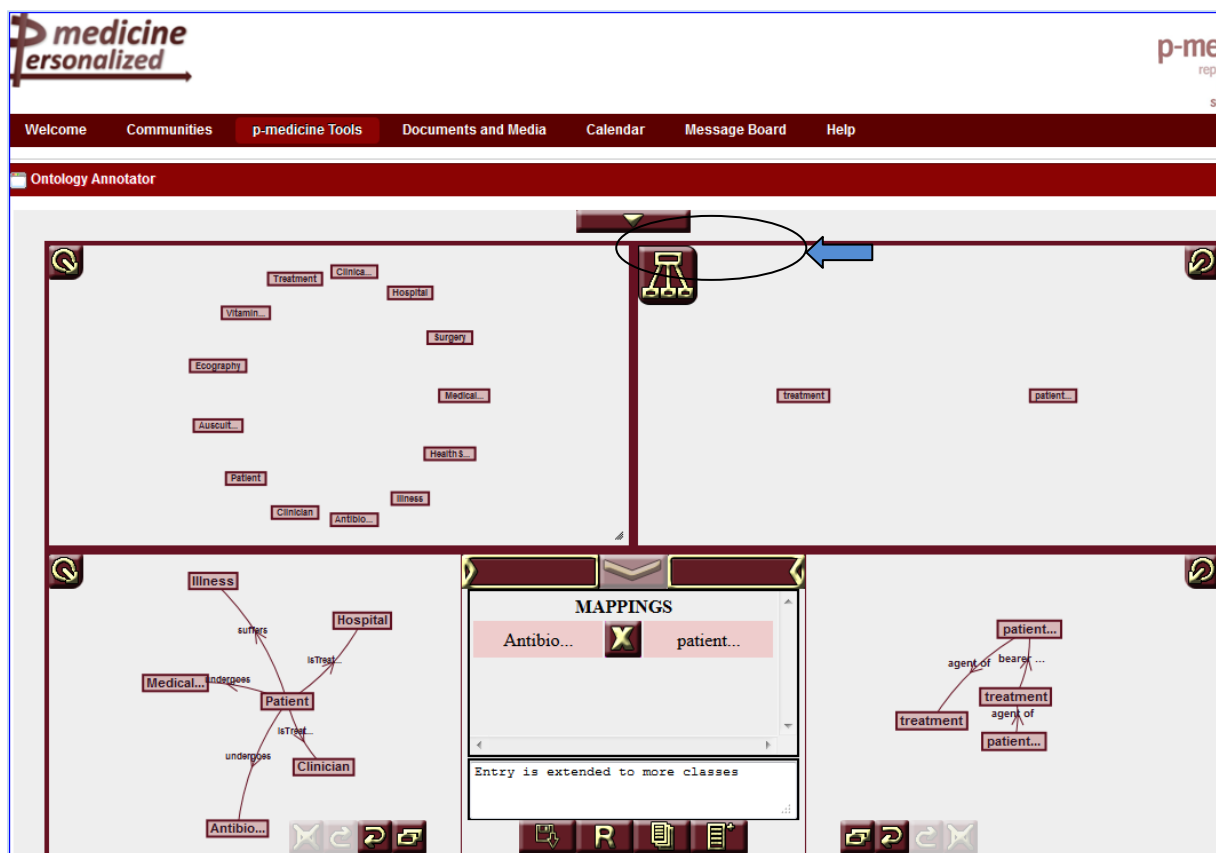 p medicine
ersonalized
p-me
rep
s
Welcome Communities p-medicine Tools Documents and Media Calendar Message Board Help
Ontology Annotator
Treatment
Clinica...
Hospital
Vitamin...
Surgery
Ecography
Medical...
Auscult...
Health S...
Patient
Illness
Clinician
Antibio...
treatment
patient...
Illness
suffers
Hospital
IsTreat...
Medical...
undergoes
Patient
IsTreat...
undergoes
Clinician
Antibio...
MAPPINGS
Antibio... X patient...
Entry is extended to more classes
R
patient...
agent of
bearer ...
treatment
treatment
agent of
patient...